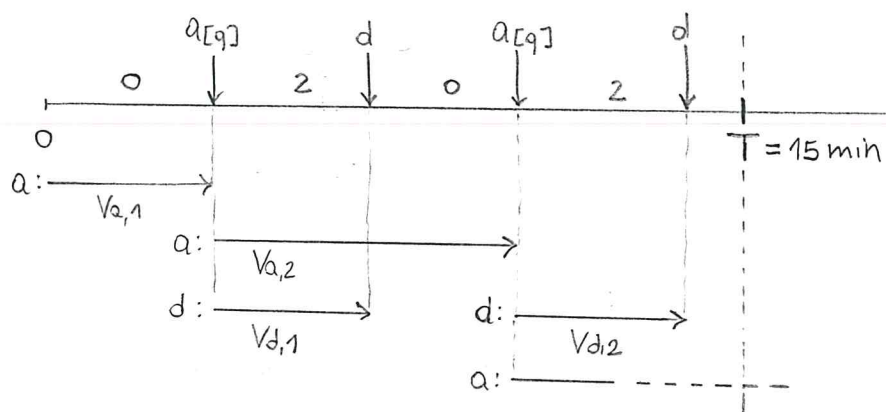 a[q] d a[q] d
0 2 0 2
0 T = 15 min
a:
Va,1
a:
Va,2
d: d:
Vd,1 Vd,2
a: